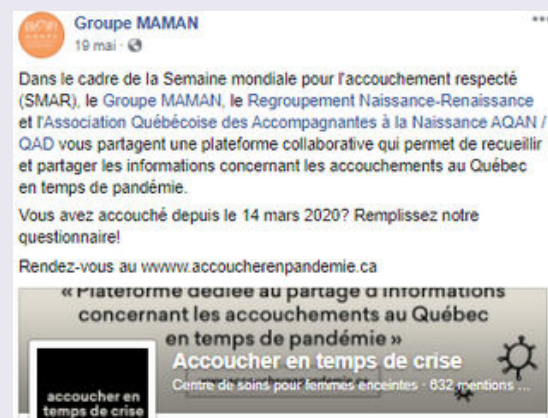 Groupe MAMAN
19 mai ·
Dans le cadre de la Semaine mondiale pour l'accouchement respecté
(SMAR), le Groupe MAMAN, le Regroupement Naissance-Renaissance
et l'Association Québécoise des Accompagnantes à la Naissance AQAN /
QAD vous partagent une plateforme collaborative qui permet de recueillir
et partager les informations concernant les accouchements au Québec
en temps de pandémie.
Vous avez accouché depuis le 14 mars 2020? Remplissez notre
questionnaire!
Rendez-vous au wwww.accoucherenpandemie.ca
« Plateforme dédiée au partage d'informations
concernant les accouchements au Québec
en temps de pandémie »
Accoucher en temps de crise
Centre de soins pour femmes enceintes · 632 mentions ...
accoucher en
temps de crise